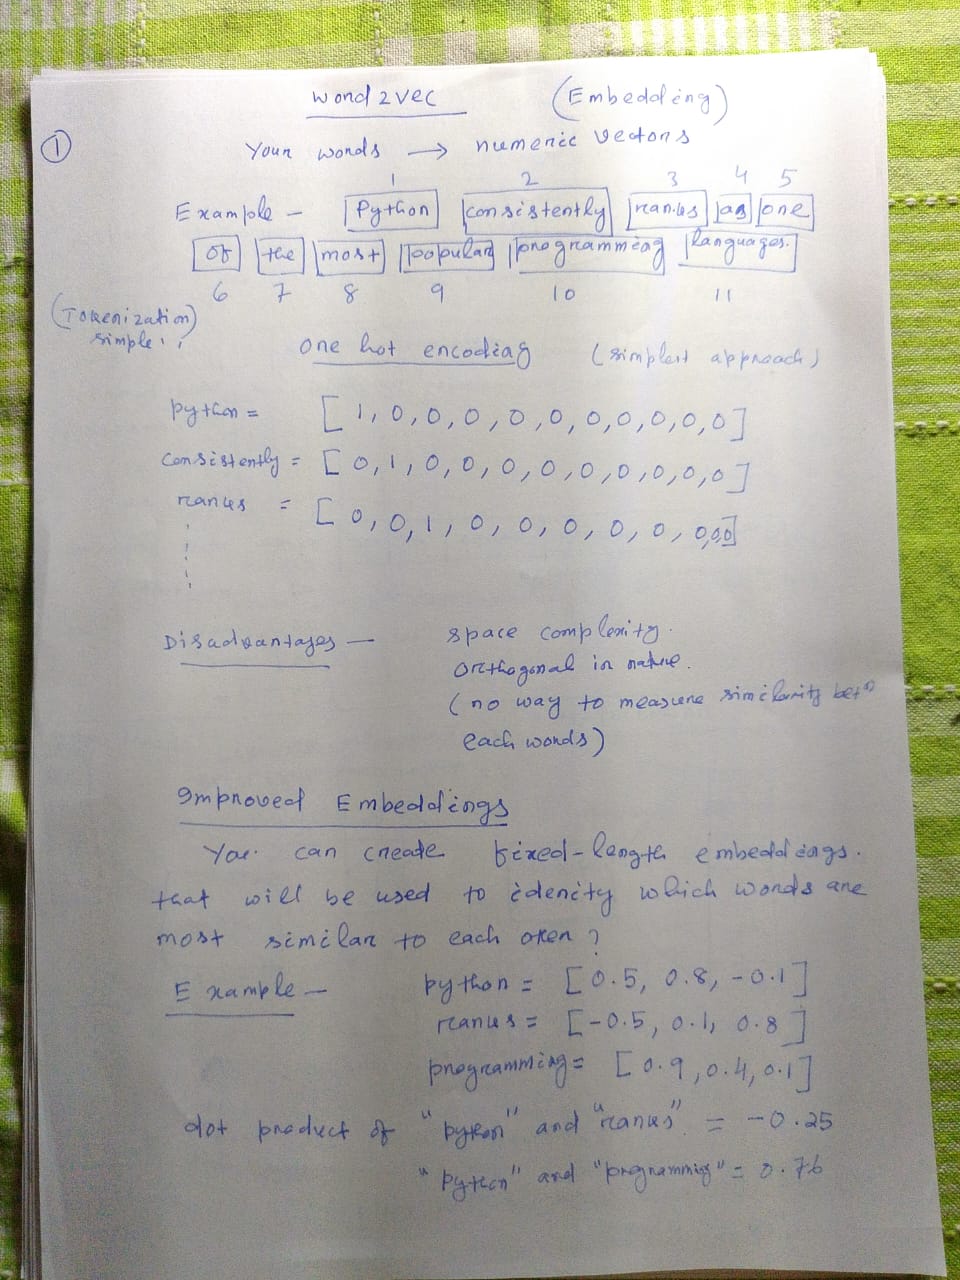 word2vec (Embedding)
①
Your words → numeric vectors
1 2 3 4 5
Example – Python consistently ranks as one
of the most popular programming languages.
6 7 8 9 10 11
(Tokenization)
simple
one hot encoding (simplest approach)
python = [1,0,0,0,0,0,0,0,0,0,0]
consistently = [0,1,0,0,0,0,0,0,0,0,0]
ranks = [0,0,1,0,0,0,0,0,0,0,0]
Disadvantages – space complexity.
orthogonal in nature.
(no way to measure similarity betn
each words)
Improved Embeddings
You can create fixed-length embeddings.
that will be used to idenity which words are
most similar to each other ?
Example – python = [0.5, 0.8, -0.1]
ranks = [-0.5, 0.1, 0.8]
programming = [0.9, 0.4, 0.1]
dot product of "python" and "ranks" = -0.25
"python" and "programming" = 0.76